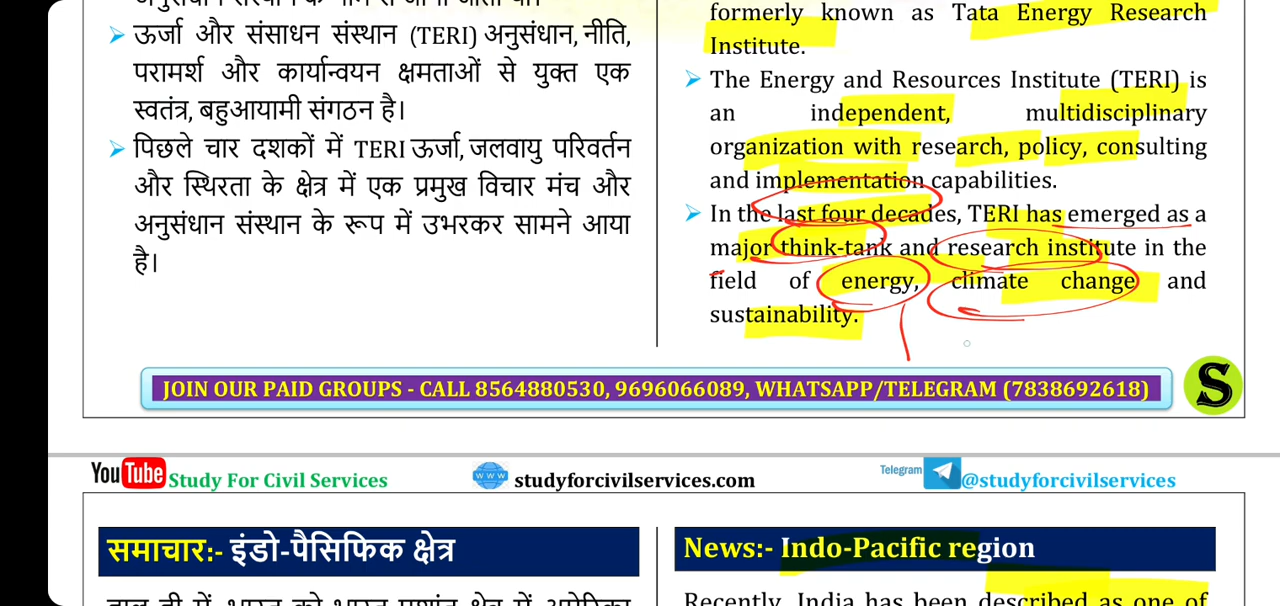 ऊर्जा और संसाधन संस्थान (TERI) अनुसंधान, नीति,
परामर्श और कार्यान्वयन क्षमताओं से युक्त एक
स्वतंत्र, बहुआयामी संगठन है।
पिछले चार दशकों में TERI ऊर्जा, जलवायु परिवर्तन
और स्थिरता के क्षेत्र में एक प्रमुख विचार मंच और
अनुसंधान संस्थान के रूप में उभरकर सामने आया
है।
formerly known as Tata Energy Research
Institute.
The Energy and Resources Institute (TERI) is
an independent, multidisciplinary
organization with research, policy, consulting
and implementation capabilities.
In the last four decades, TERI has emerged as a
major think-tank and research institute in the
field of energy, climate change and
sustainability.
JOIN OUR PAID GROUPS - CALL 8564880530, 9696066089, WHATSAPP/TELEGRAM (7838692618)
S
YouTube Study For Civil Services
www studyforcivilservices.com
Telegram @studyforcivilservices
समाचार:- इंडो-पैसिफिक क्षेत्र
News:- Indo-Pacific region
Recently, India has been described as one of